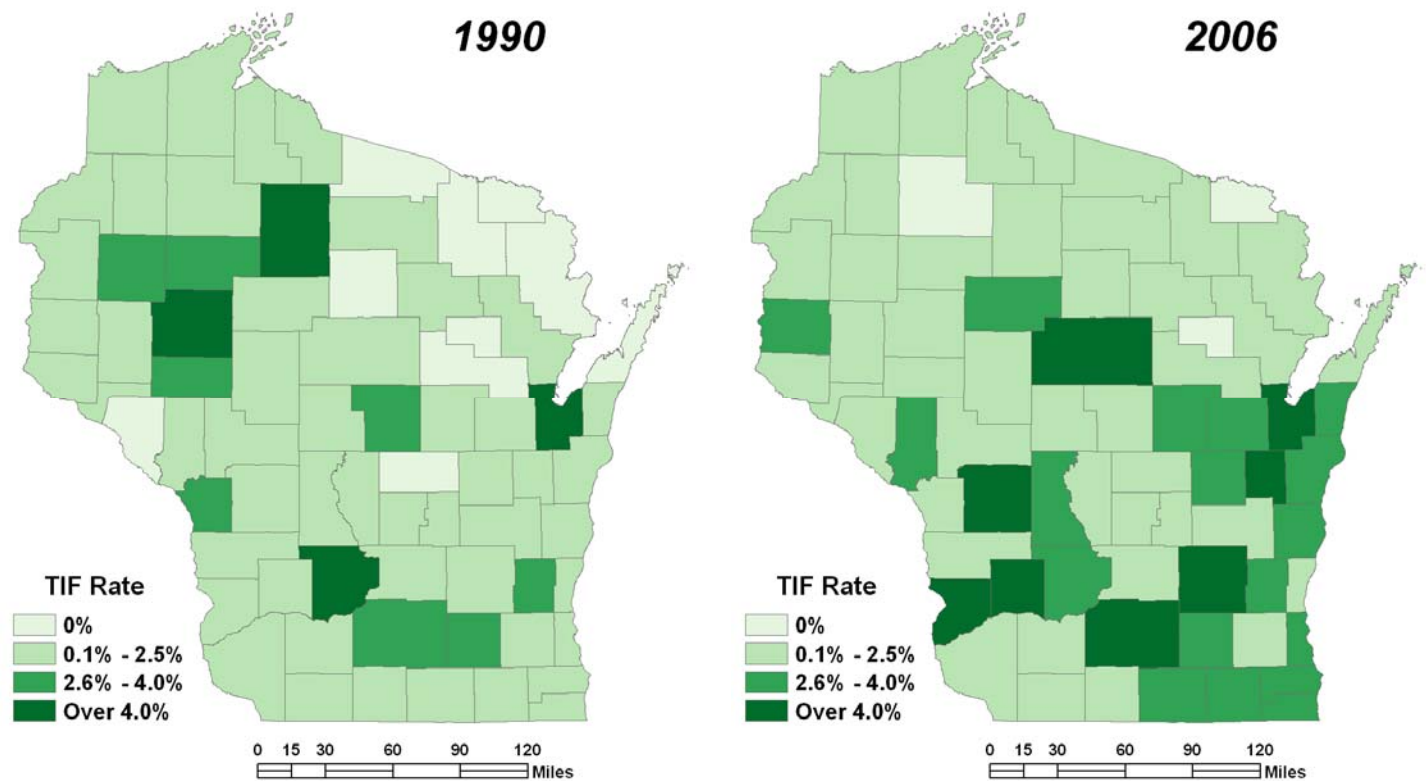 1990
TIF Rate
0%
0.1% - 2.5%
2.6% - 4.0%
Over 4.0%
0 15 30 60 90 120
Miles
2006
TIF Rate
0%
0.1% - 2.5%
2.6% - 4.0%
Over 4.0%
0 15 30 60 90 120
Miles